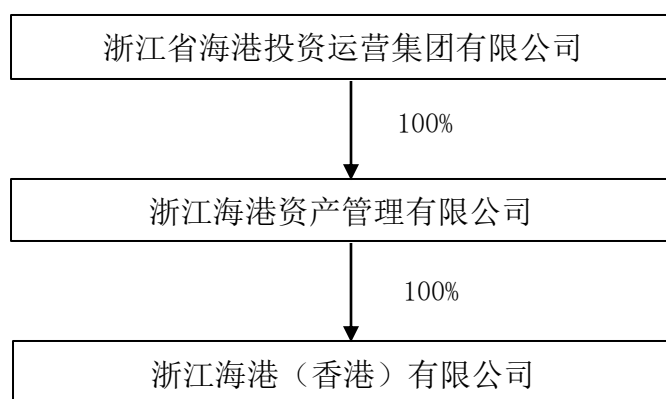 浙江省海港投资运营集团有限公司
100%
浙江海港资产管理有限公司
100%
浙江海港（香港）有限公司